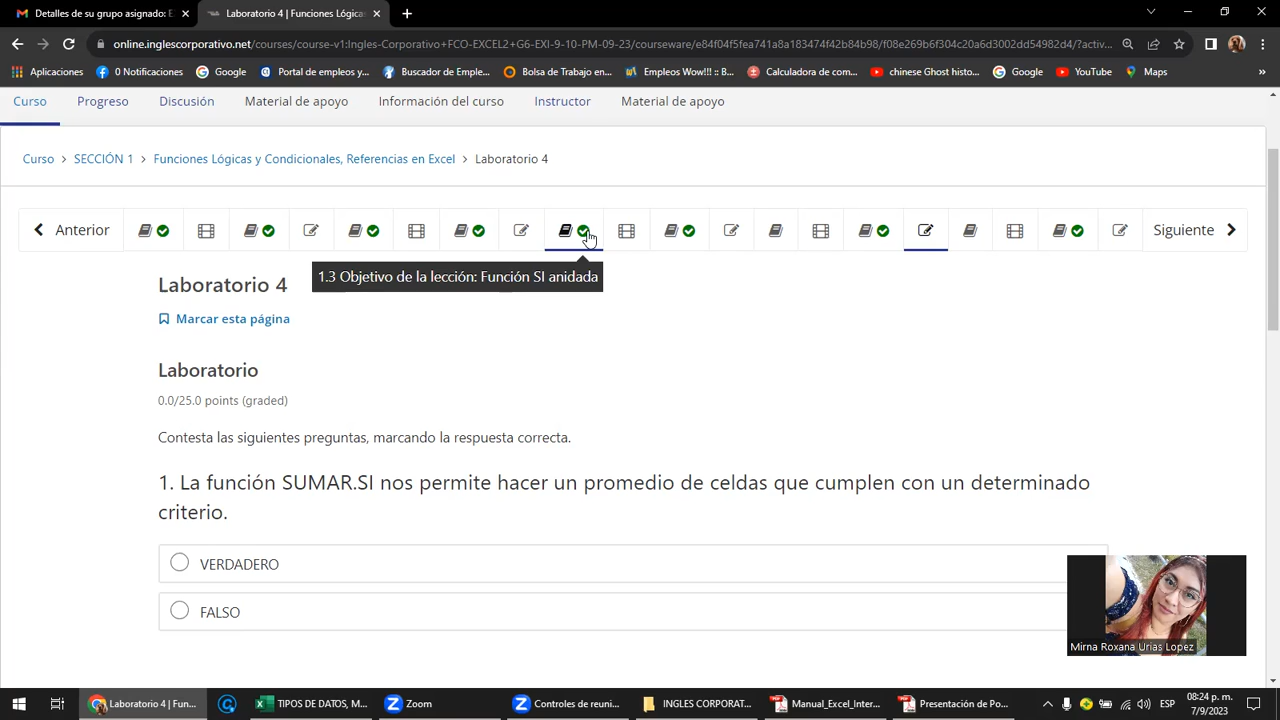 Detalles de su grupo asignado: E
Laboratorio 4 | Funciones Lógica
online.inglescorporativo.net/courses/course-v1:Ingles-Corporativo+FCO-EXCEL2+G6-EXI-9-10-PM-09-23/courseware/e84f04f5fea741a8a183474f42b84b98/f08e269b6f304c20a6d3002dd54982d4/?activ...
Aplicaciones 0 Notificaciones Google Portal de empleos y... Buscador de Emple... Bolsa de Trabajo en... Empleos Wow!!! :: B... Calculadora de com... chinese Ghost histo... Google YouTube Maps »
Curso Progreso Discusión Material de apoyo Información del curso Instructor Material de apoyo
Curso > SECCIÓN 1 > Funciones Lógicas y Condicionales, Referencias en Excel > Laboratorio 4
Anterior Siguiente
1.3 Objetivo de la lección: Función SI anidada
Laboratorio 4
Marcar esta página
Laboratorio
0.0/25.0 points (graded)
Contesta las siguientes preguntas, marcando la respuesta correcta.
1. La función SUMAR.SI nos permite hacer un promedio de celdas que cumplen con un determinado
criterio.
VERDADERO
FALSO
Mirna Roxana Urias Lopez
Laboratorio 4 | Fun... TIPOS DE DATOS, M... Zoom Controles de reuni... INGLES CORPORAT... Manual_Excel_Inter... Presentación de Po... ESP 08:24 p. m.
7/9/2023